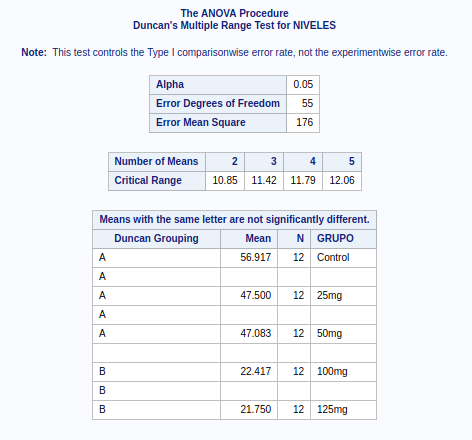 The ANOVA Procedure
Duncan's Multiple Range Test for NIVELES
Note: This test controls the Type I comparisonwise error rate, not the experimentwise error rate.
Alpha 0.05
Error Degrees of Freedom 55
Error Mean Square 176
Number of Means 2 3 4 5
Critical Range 10.85 11.42 11.79 12.06
Means with the same letter are not significantly different.
Duncan Grouping Mean N GRUPO
A 56.917 12 Control
A
A 47.500 12 25mg
A
A 47.083 12 50mg
B 22.417 12 100mg
B
B 21.750 12 125mg